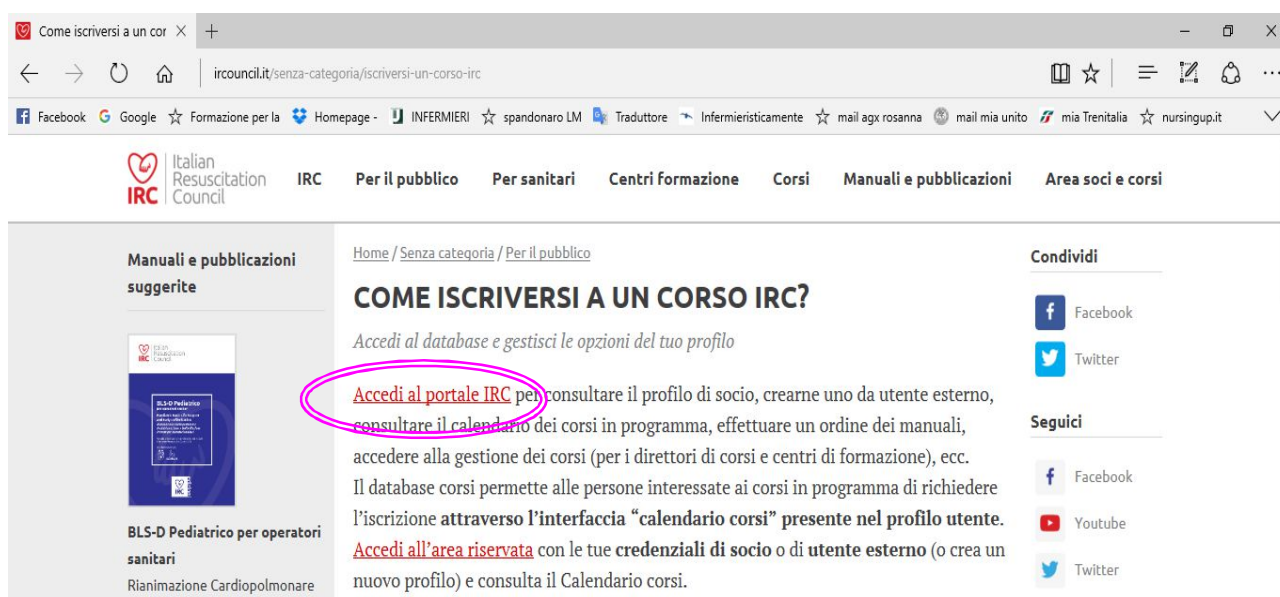 Come iscriversi a un cor
ircouncil.it/senza-categoria/iscriversi-un-corso-irc
Facebook Google Formazione per la Homepage - INFERMIERI spandonaro LM Traduttore Infermieristicamente mail agx rosanna mail mia unito mia Trenitalia nursingup.it
Italian
Resuscitation
Council
IRC
IRC Per il pubblico Per sanitari Centri formazione Corsi Manuali e pubblicazioni Area soci e corsi
Manuali e pubblicazioni
suggerite
BLS-D Pediatrico
BLS-D Pediatrico per operatori
sanitari
Rianimazione Cardiopolmonare
Home / Senza categoria / Per il pubblico
COME ISCRIVERSI A UN CORSO IRC?
Accedi al database e gestisci le opzioni del tuo profilo
Accedi al portale IRC per consultare il profilo di socio, crearne uno da utente esterno,
consultare il calendario dei corsi in programma, effettuare un ordine dei manuali,
accedere alla gestione dei corsi (per i direttori di corsi e centri di formazione), ecc.
Il database corsi permette alle persone interessate ai corsi in programma di richiedere
l’iscrizione attraverso l’interfaccia “calendario corsi” presente nel profilo utente.
Accedi all’area riservata con le tue credenziali di socio o di utente esterno (o crea un
nuovo profilo) e consulta il Calendario corsi.
Condividi
Facebook
Twitter
Seguici
Facebook
Youtube
Twitter